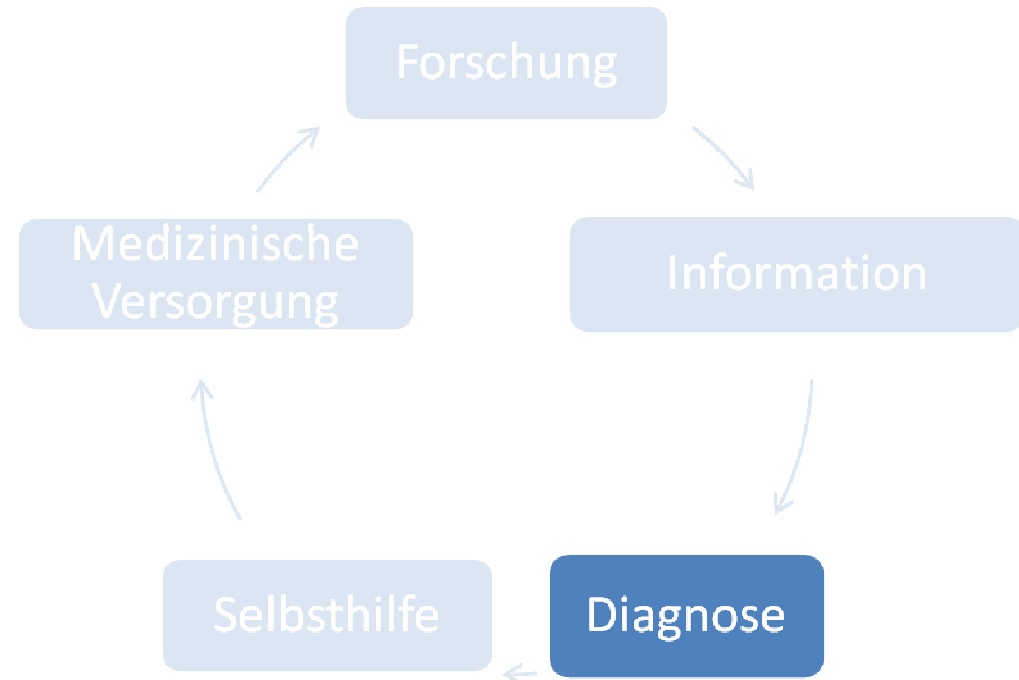 Forschung
Medizinische
Versorgung
Information
Selbsthilfe
Diagnose